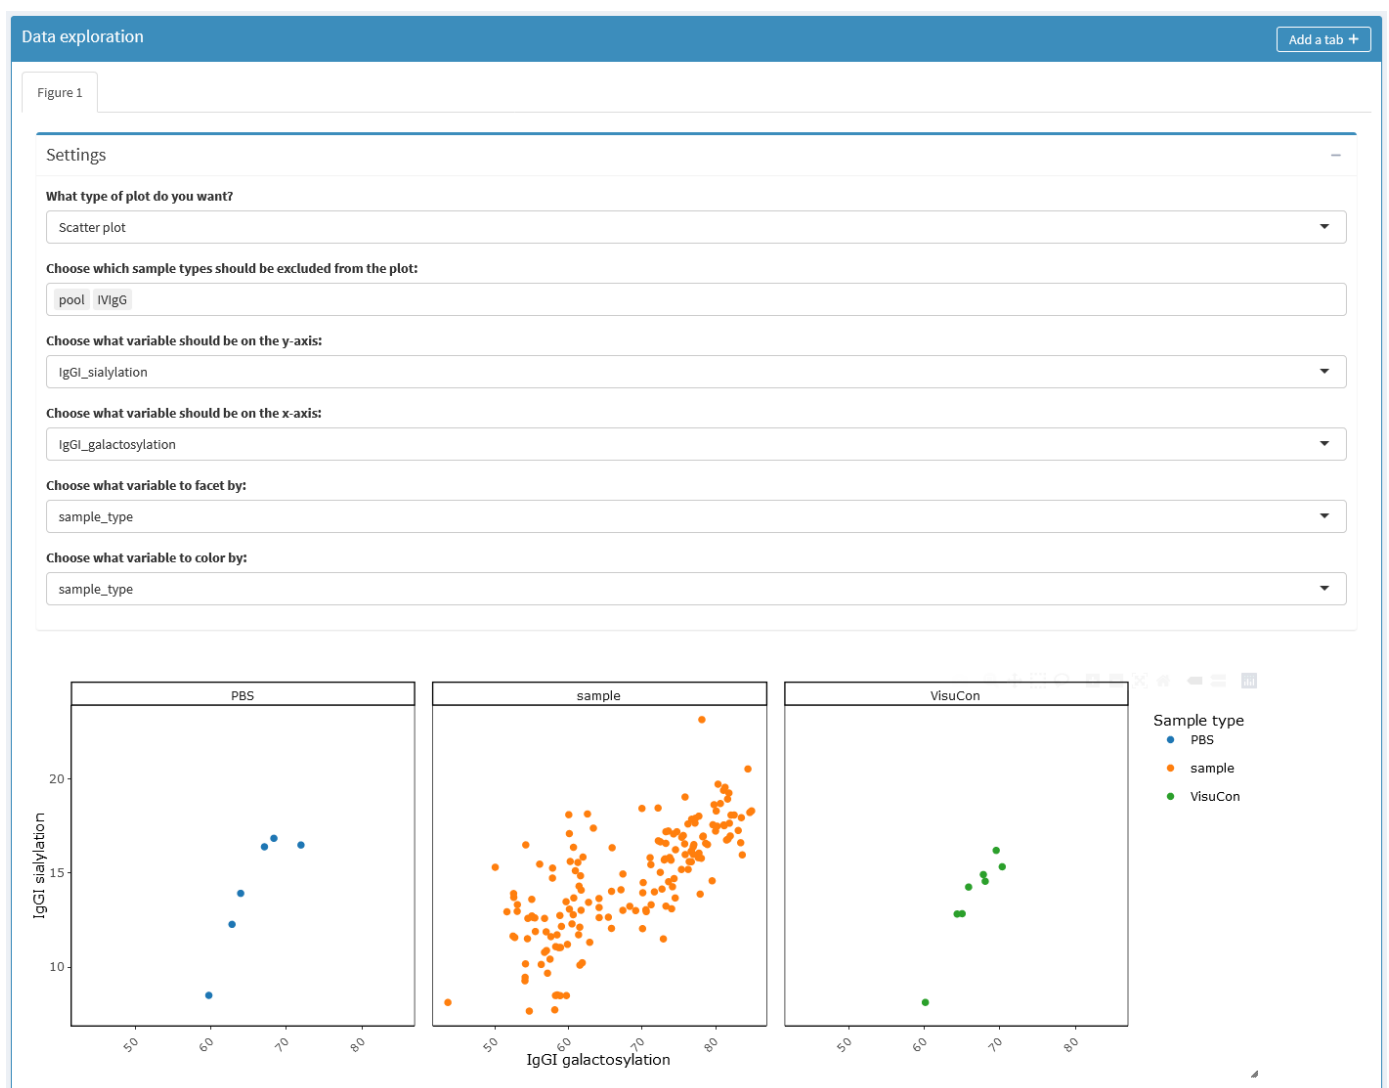 Data exploration
Add a tab +
Figure 1
Settings
What type of plot do you want?
Scatter plot
Choose which sample types should be excluded from the plot:
pool IVIgG
Choose what variable should be on the y-axis:
IgGI_sialylation
Choose what variable should be on the x-axis:
IgGI_galactosylation
Choose what variable to facet by:
sample_type
Choose what variable to color by:
sample_type
PBS
sample
VisuCon
Sample type
PBS
sample
VisuCon
IgGI sialylation
20
15
10
50 60 70 80
50 60 70 80
50 60 70 80
IgGI galactosylation